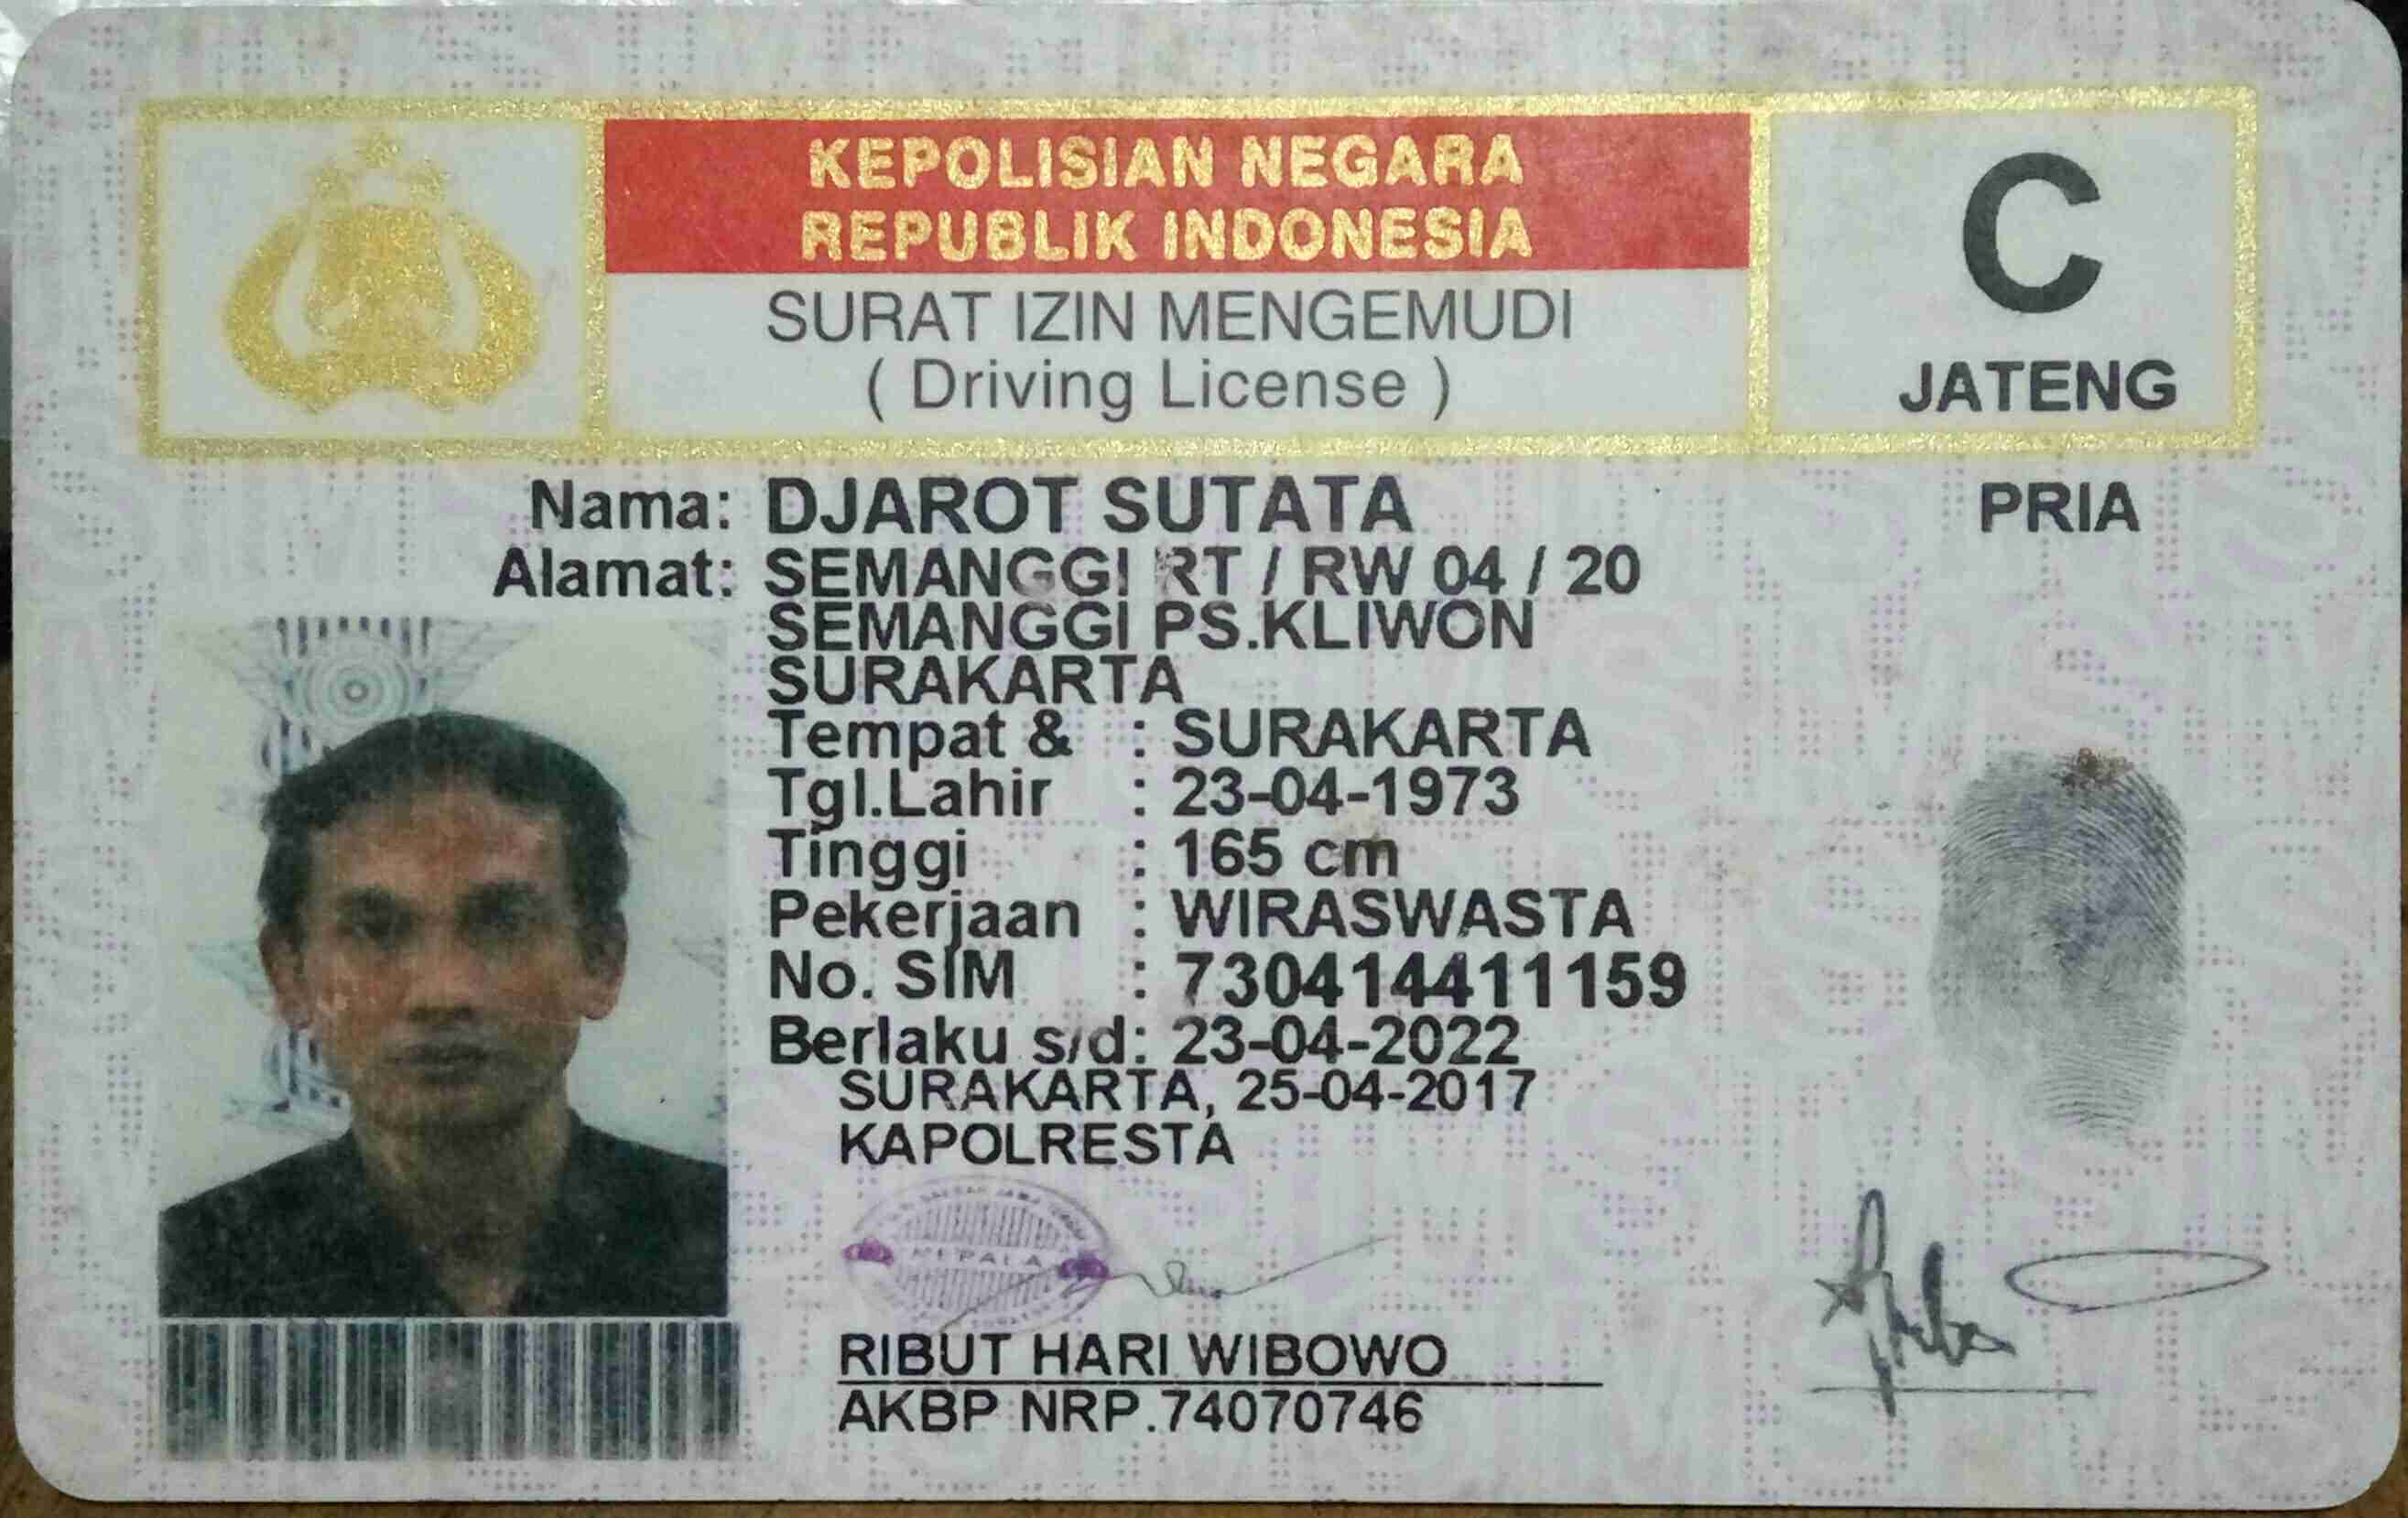 KEPOLISIAN NEGARA
REPUBLIK INDONESIA
SURAT IZIN MENGEMUDI
( Driving License )
C
JATENG
Nama: DJAROT SUTATA
PRIA
Alamat: SEMANGGI RT / RW 04 / 20
SEMANGGI PS.KLIWON
SURAKARTA
Tempat & : SURAKARTA
Tgl.Lahir : 23-04-1973
Tinggi : 165 cm
Pekerjaan : WIRASWASTA
No. SIM : 730414411159
Berlaku s/d: 23-04-2022
SURAKARTA, 25-04-2017
KAPOLRESTA
KEPALA
RIBUT HARI WIBOWO
AKBP NRP.74070746